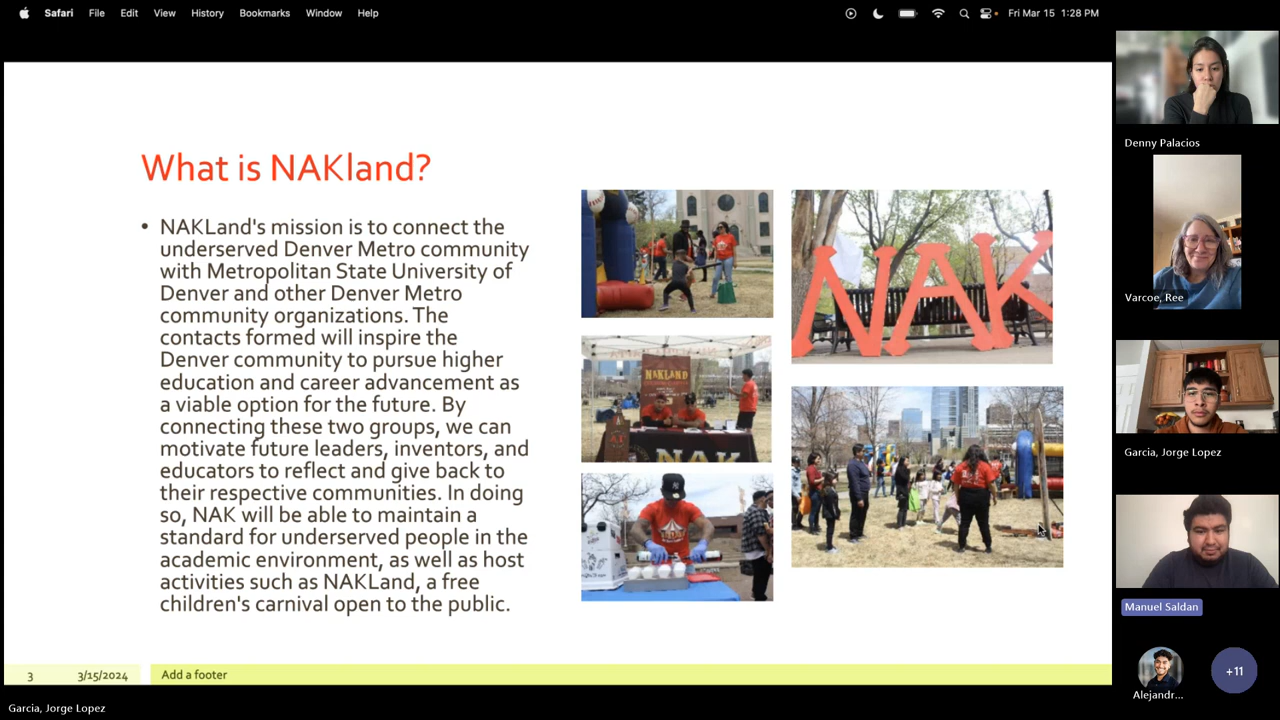 Safari File Edit View History Bookmarks Window Help Fri Mar 15 1:28 PM
What is NAKland?
• NAKLand's mission is to connect the
underserved Denver Metro community
with Metropolitan State University of
Denver and other Denver Metro
community organizations. The
contacts formed will inspire the
Denver community to pursue higher
education and career advancement as
a viable option for the future. By
connecting these two groups, we can
motivate future leaders, inventors, and
educators to reflect and give back to
their respective communities. In doing
so, NAK will be able to maintain a
standard for underserved people in the
academic environment, as well as host
activities such as NAKLand, a free
children's carnival open to the public.
NAK
NAKLAND
NAK
3 3/15/2024 Add a footer
Garcia, Jorge Lopez
Denny Palacios
Varcoe, Ree
Garcia, Jorge Lopez
Manuel Saldan
Alejandr...
+11